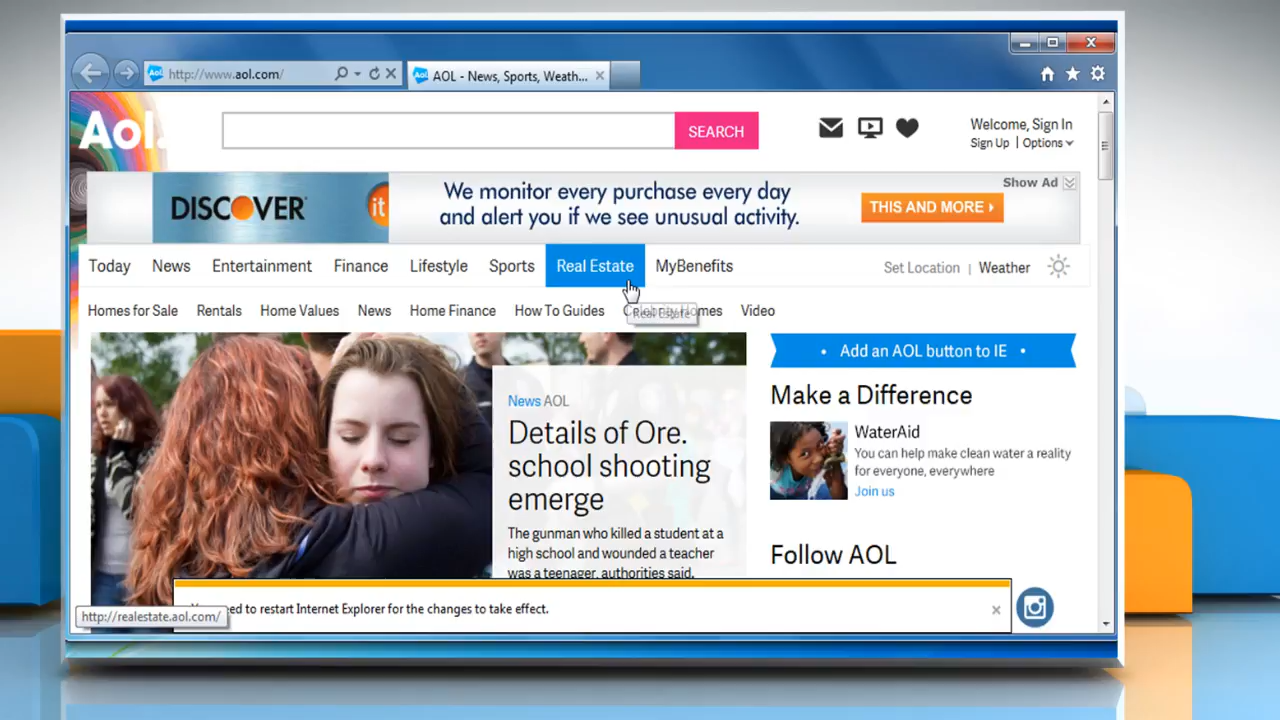 http://www.aol.com/
AOL - News, Sports, Weath...
Aol.
SEARCH
Welcome, Sign In
Sign Up | Options
DISCOVER it
We monitor every purchase every day
and alert you if we see unusual activity.
THIS AND MORE
Show Ad
Today News Entertainment Finance Lifestyle Sports Real Estate MyBenefits
Set Location | Weather
Homes for Sale Rentals Home Values News Home Finance How To Guides Homes Video
Real Estate
News AOL
Details of Ore.
school shooting
emerge
The gunman who killed a student at a
high school and wounded a teacher
was a teenager, authorities said.
Add an AOL button to IE
Make a Difference
WaterAid
You can help make clean water a reality
for everyone, everywhere
Join us
Follow AOL
to restart Internet Explorer for the changes to take effect.
http://realestate.aol.com/